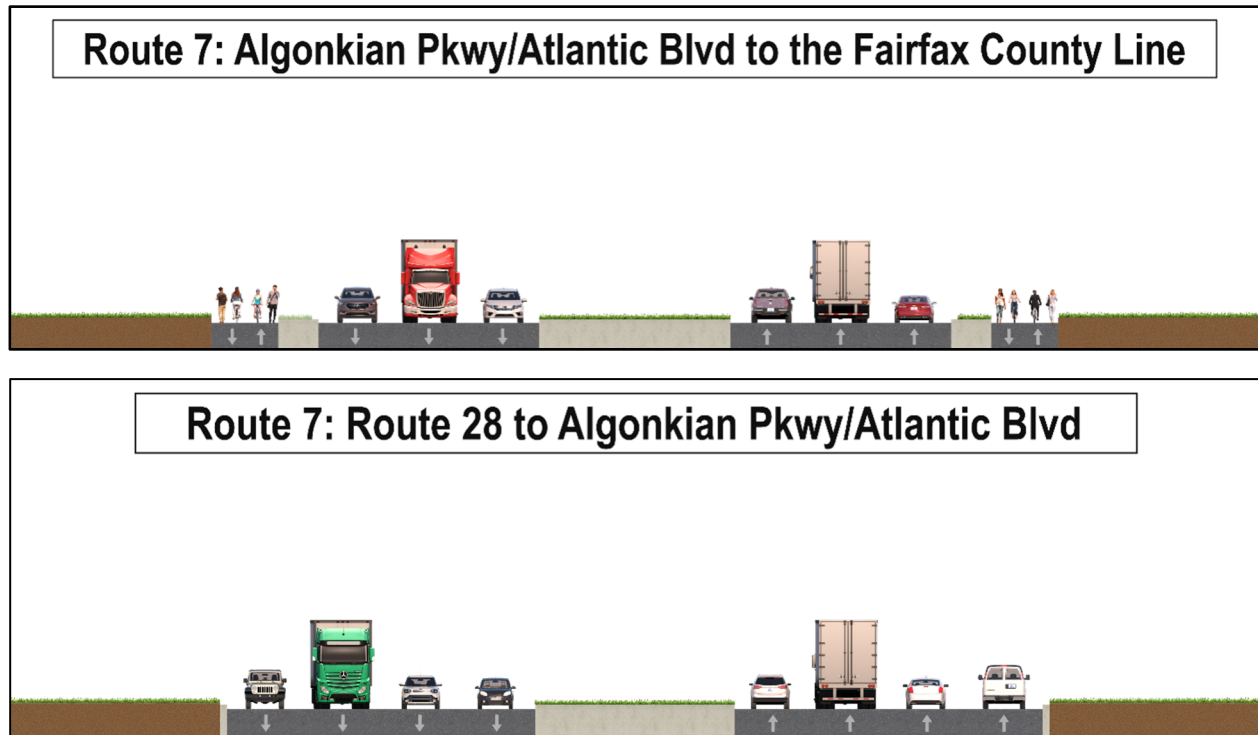 Route 7: Algonkian Pkwy/Atlantic Blvd to the Fairfax County Line
Route 7: Route 28 to Algonkian Pkwy/Atlantic Blvd